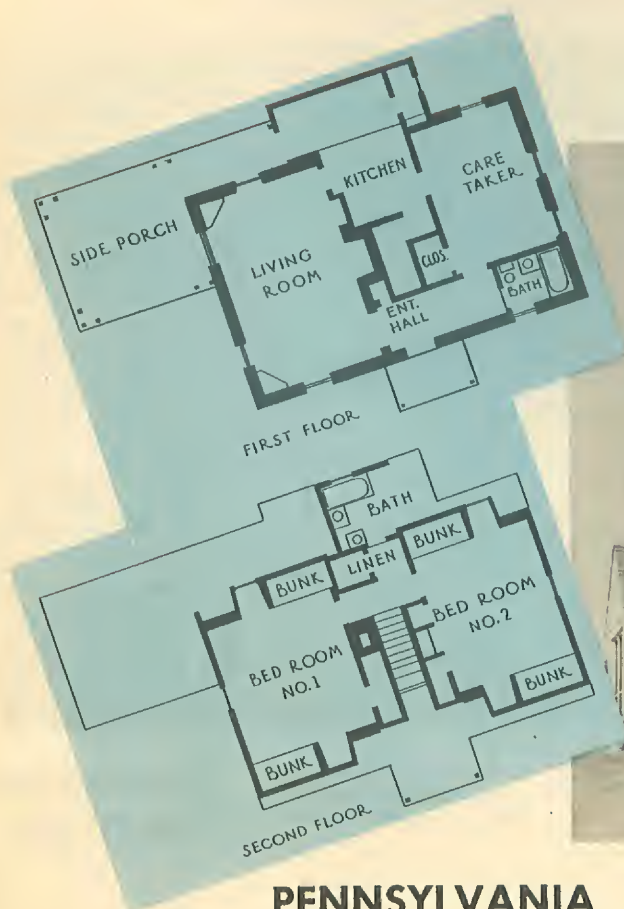 KITCHEN
CARE
TAKER
SIDE PORCH
LIVING
ROOM
CLOS.
BATH
ENT.
HALL
FIRST FLOOR
BATH
LINEN
BUNK
BUNK
BED ROOM
NO. 2
BED ROOM
NO. 1
BUNK
BUNK
SECOND FLOOR
PENNSYLVANIA